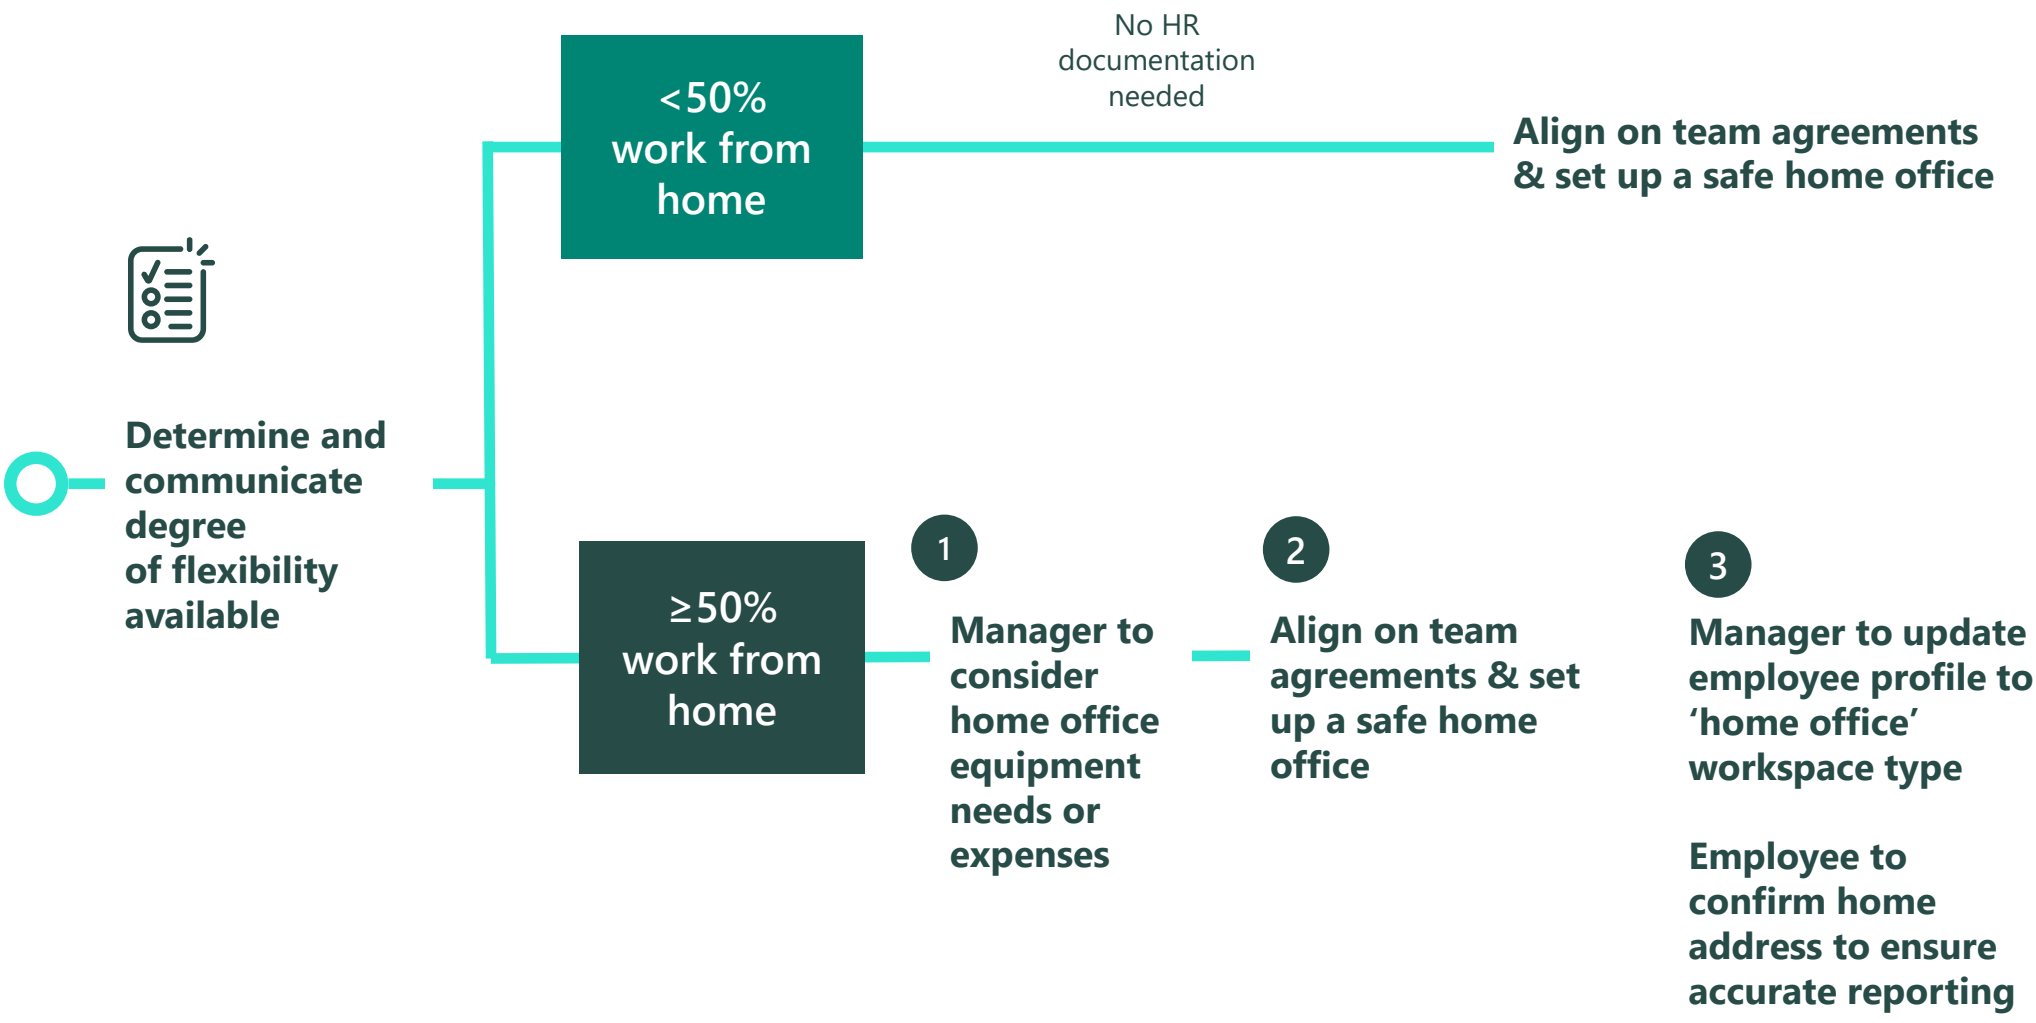 No HR
documentation
needed
<50%
work from
home
Align on team agreements
& set up a safe home office
Determine and
communicate
degree
of flexibility
available
≥50%
work from
home
1
Manager to
consider
home office
equipment
needs or
expenses
2
Align on team
agreements & set
up a safe home
office
3
Manager to update
employee profile to
‘home office’
workspace type
Employee to
confirm home
address to ensure
accurate reporting